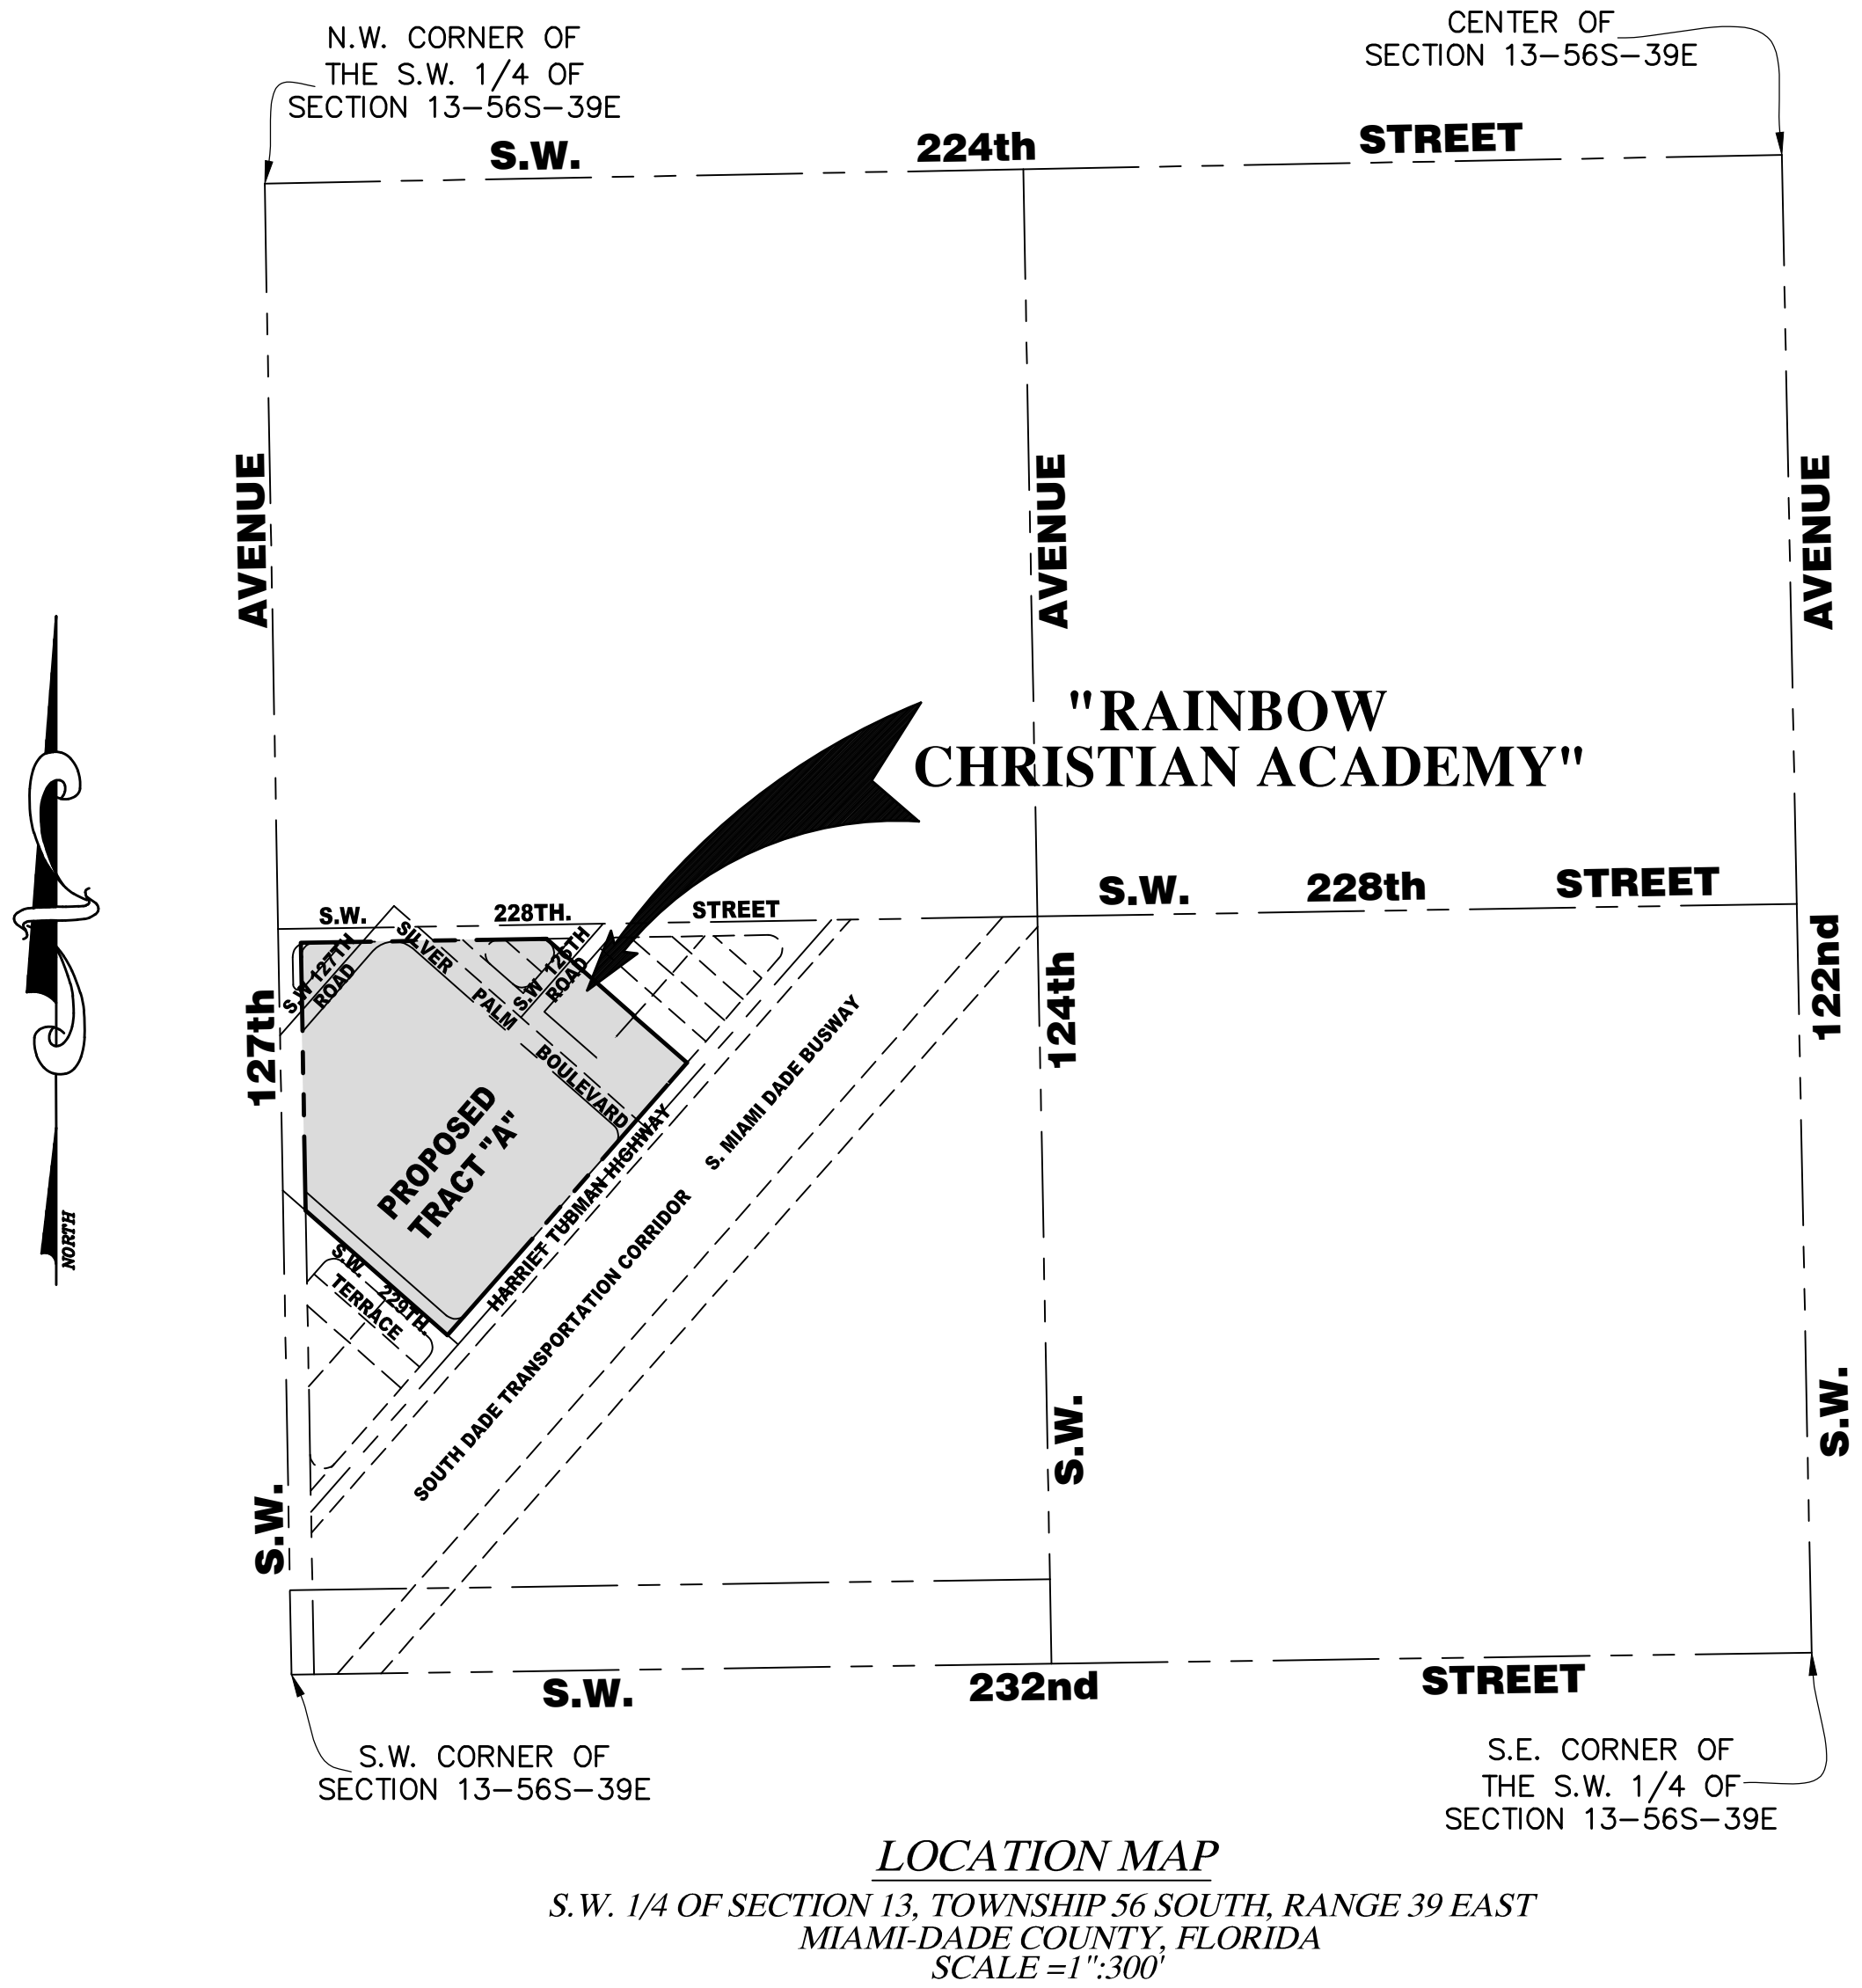 N.W. CORNER OF
THE S.W. 1/4 OF
SECTION 13-56S-39E
CENTER OF
SECTION 13-56S-39E
S.W. 224th STREET
AVENUE
AVENUE
AVENUE
"RAINBOW
CHRISTIAN ACADEMY"
S.W. 228TH. STREET
S.W. 228th STREET
S.W 127TH
ROAD
SILVER PALM BOULEVARD
S.W 126TH
ROAD
127th
124th
122nd
PROPOSED
TRACT "A"
HARRIET TUBMAN HIGHWAY
S. MIAMI DADE BUSWAY
SOUTH DADE TRANSPORTATION CORRIDOR
S.W. 229TH.
TERRACE
NORTH
S.W.
S.W.
S.W.
S.W. 232nd STREET
S.W. CORNER OF
SECTION 13-56S-39E
S.E. CORNER OF
THE S.W. 1/4 OF
SECTION 13-56S-39E
LOCATION MAP
S.W. 1/4 OF SECTION 13, TOWNSHIP 56 SOUTH, RANGE 39 EAST
MIAMI-DADE COUNTY, FLORIDA
SCALE =1":300'